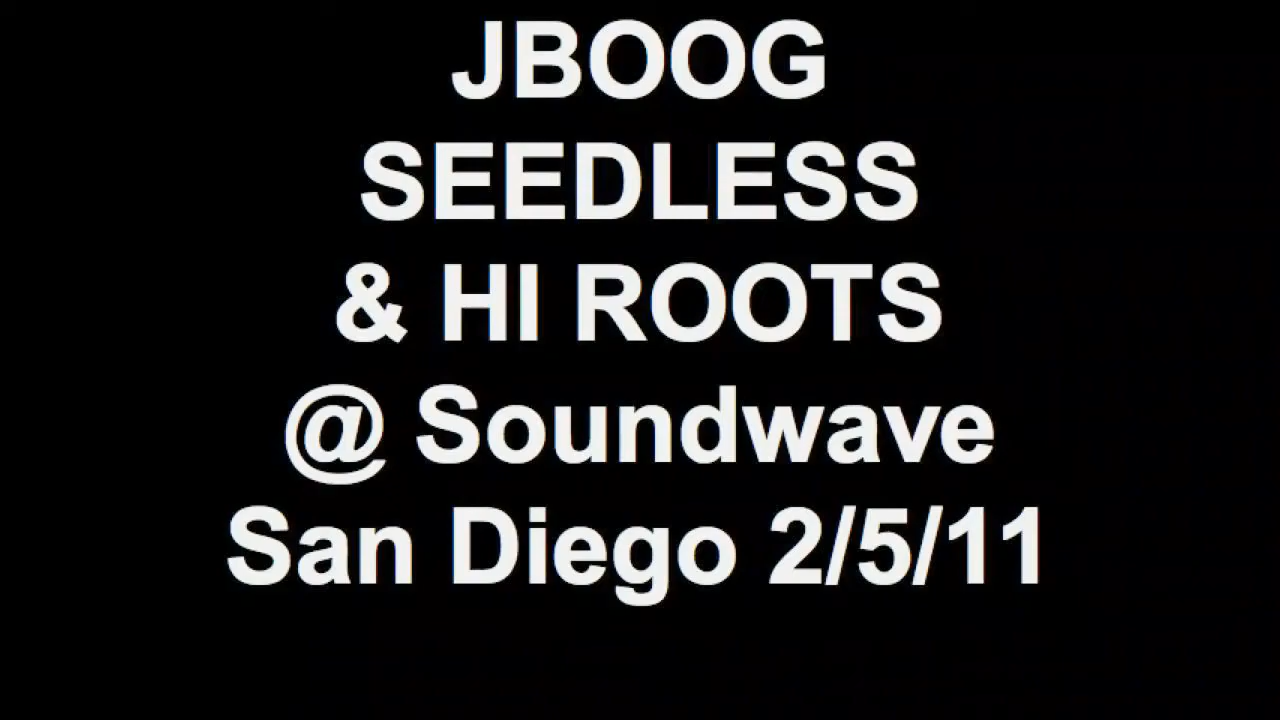 JBOOG
SEEDLESS
& HI ROOTS
@ Soundwave
San Diego 2/5/11